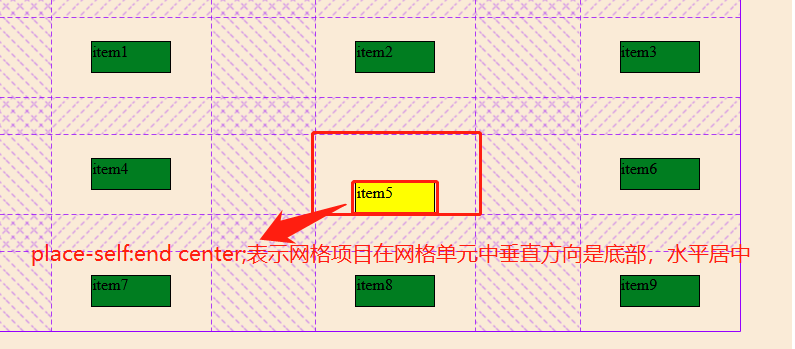 item1 item2 item3
item4 item5 item6
place-self:end center;表示网格项目在网格单元中垂直方向是底部，水平居中
item7 item8 item9